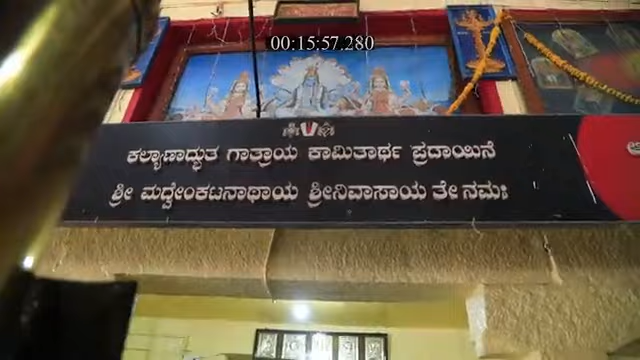 00:15:57.280
ಕಲ್ಯಾಣಾದ್ಭುತ ಗಾತ್ರಾಯ ಕಾಮಿತಾರ್ಥ ಪ್ರದಾಯಿನೇ
ಶ್ರೀ ಮದ್ವೇಂಕಟನಾಥಾಯ ಶ್ರೀನಿವಾಸಾಯ ತೇ ನಮಃ